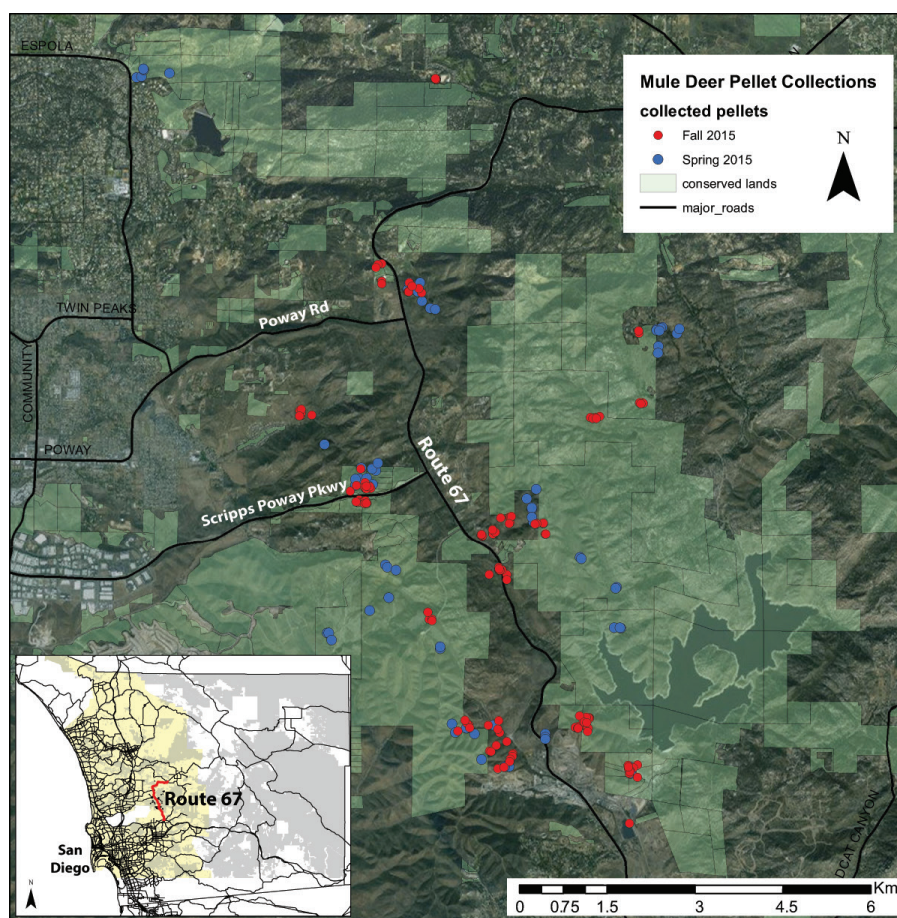 ESPOLA
Mule Deer Pellet Collections
collected pellets
Fall 2015
Spring 2015
conserved lands
major_roads
N
TWIN PEAKS
Poway Rd
COMMUNITY
POWAY
Route 67
Scripps Poway Pkwy
Route 67
San
Diego
N
DCAT CANYON
Km
0 0.75 1.5 3 4.5 6